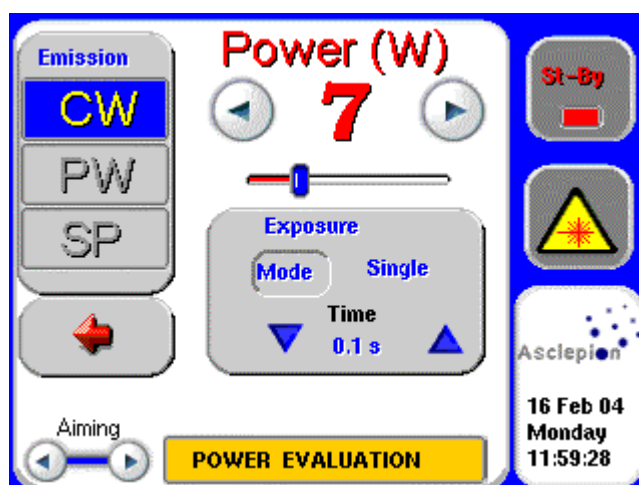 Emission
CW
PW
SP
Power (W)
7
Exposure
Mode Single
Time
0.1 s
Aiming
POWER EVALUATION
St-By
Asclepion
16 Feb 04
Monday
11:59:28